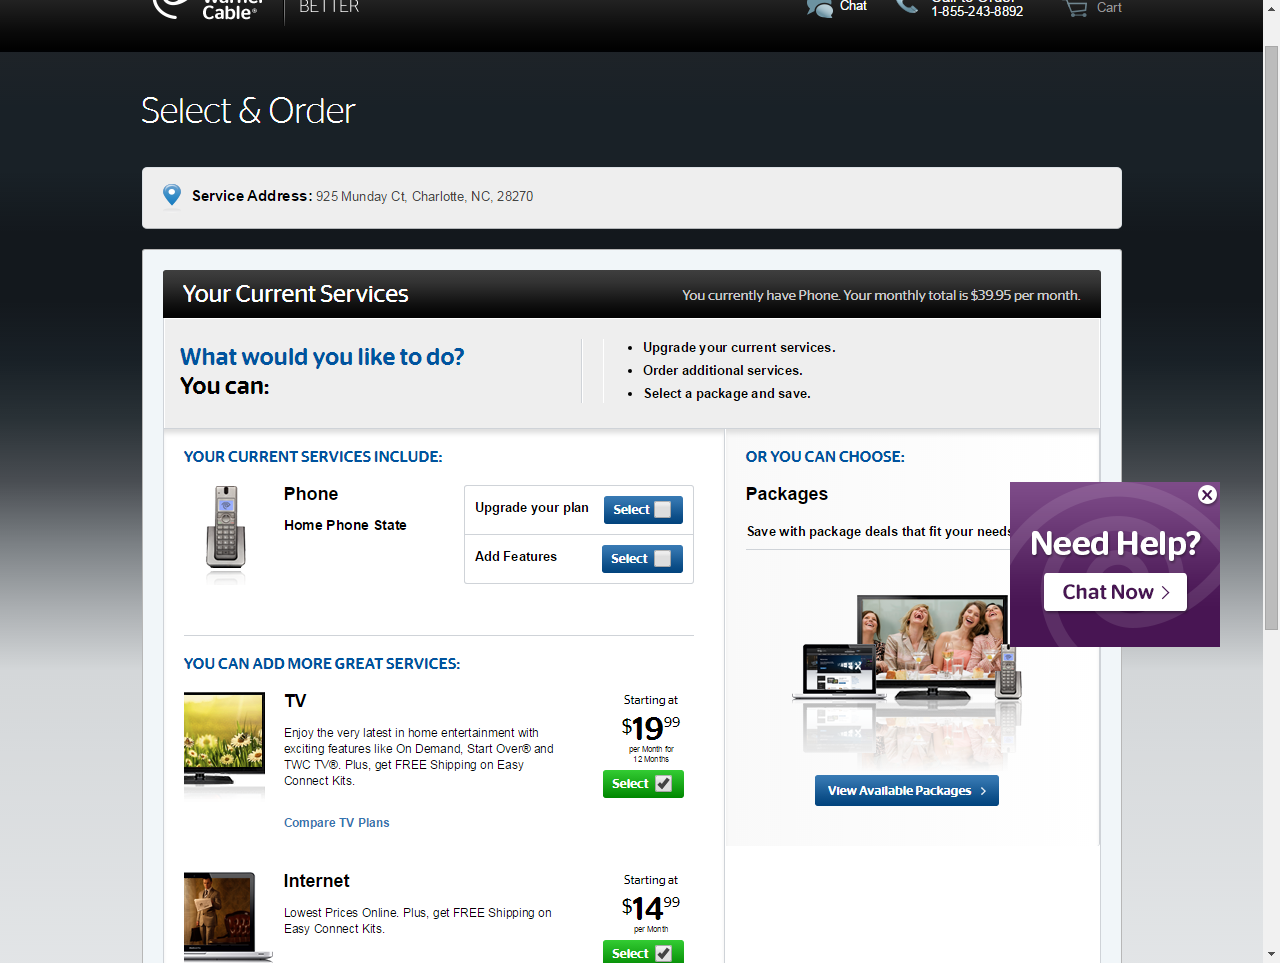 Cable®
BETTER
Chat
1-855-243-8892
Cart
Select & Order
Service Address: 925 Munday Ct, Charlotte, NC, 28270
Your Current Services
You currently have Phone. Your monthly total is $39.95 per month.
What would you like to do?
You can:
• Upgrade your current services.
• Order additional services.
• Select a package and save.
YOUR CURRENT SERVICES INCLUDE:
Phone
Home Phone State
Upgrade your plan
Select
Add Features
Select
YOU CAN ADD MORE GREAT SERVICES:
TV
Enjoy the very latest in home entertainment with
exciting features like On Demand, Start Over® and
TWC TV®. Plus, get FREE Shipping on Easy
Connect Kits.
Compare TV Plans
Starting at
$19.99
per Month for
12 Months
Select
Internet
Lowest Prices Online. Plus, get FREE Shipping on
Easy Connect Kits.
Starting at
$14.99
per Month
Select
OR YOU CAN CHOOSE:
Packages
Save with package deals that fit your needs
View Available Packages >
Need Help?
Chat Now >